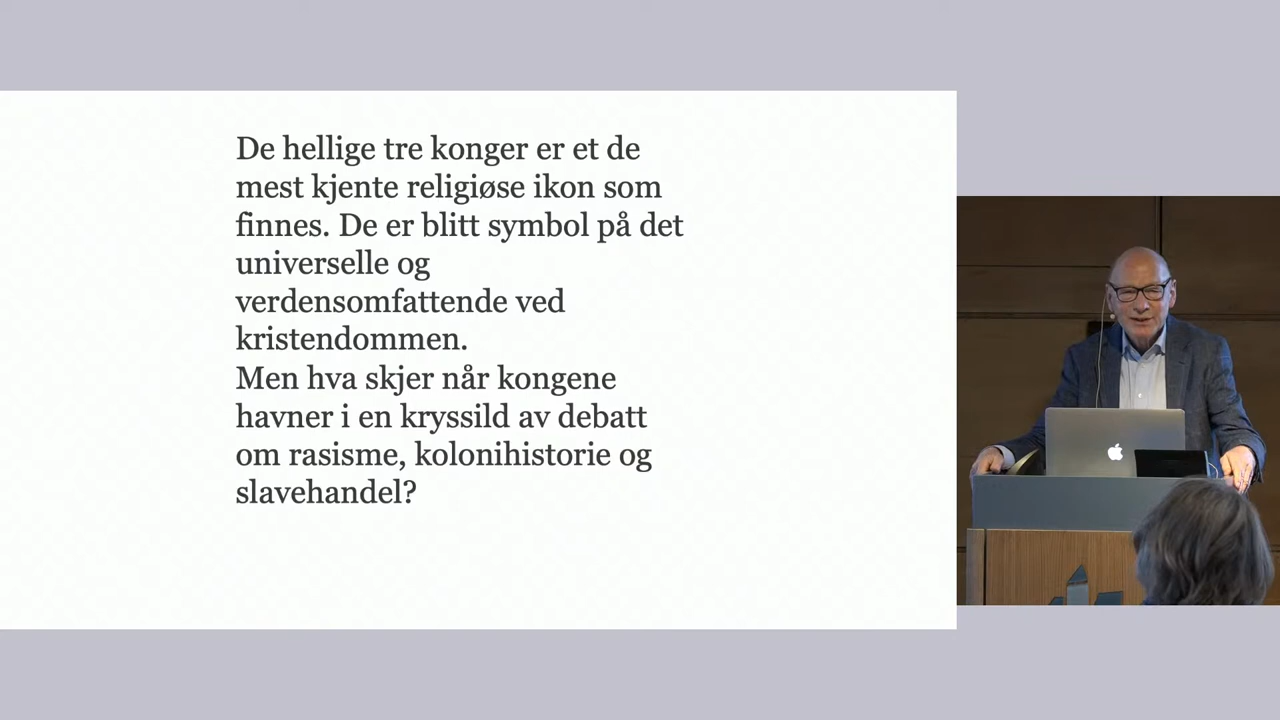 De hellige tre konger er et de
mest kjente religiøse ikon som
finnes. De er blitt symbol på det
universelle og
verdensomfattende ved
kristendommen.
Men hva skjer når kongene
havner i en kryssild av debatt
om rasisme, kolonihistorie og
slavehandel?